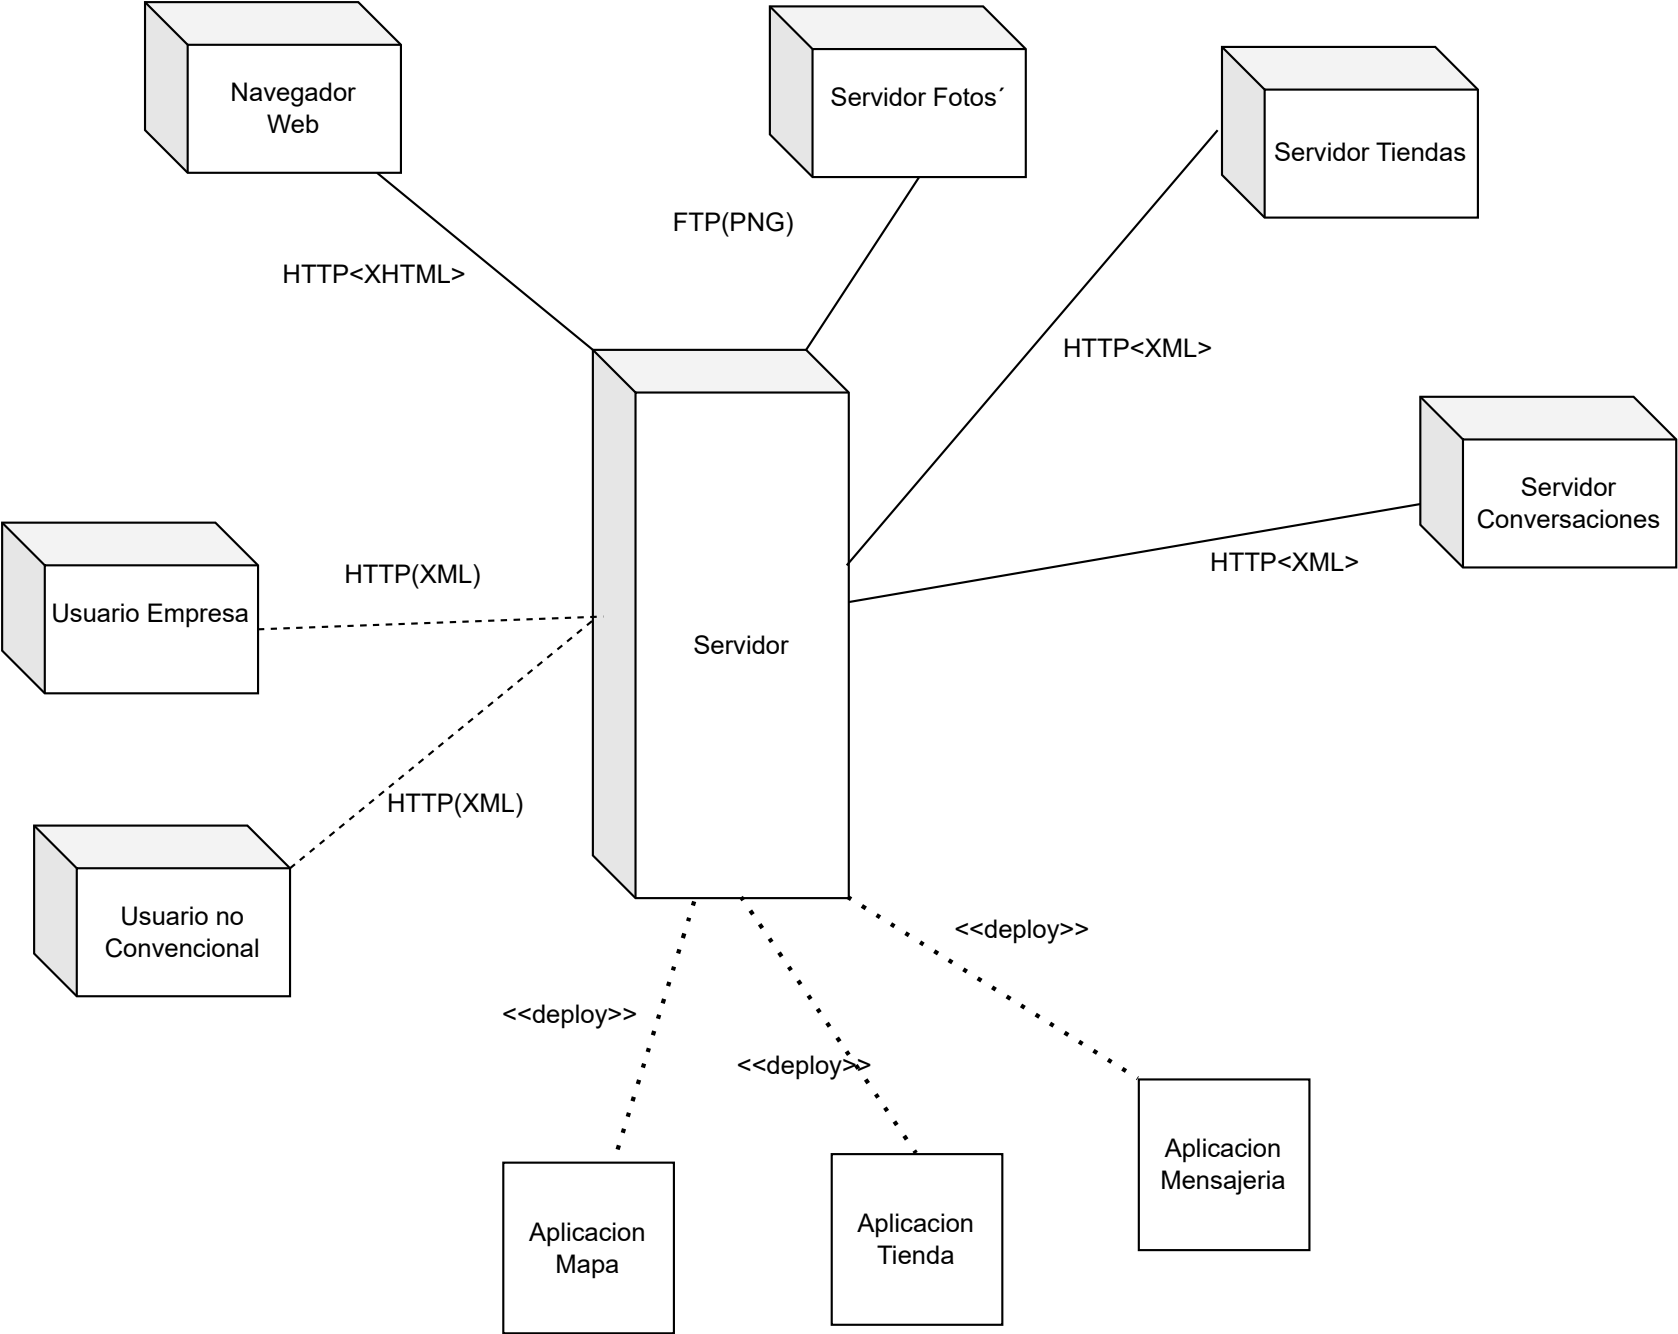 Navegador
Web
Servidor Fotos´
Servidor Tiendas
FTP(PNG)
HTTP<XHTML>
HTTP<XML>
Servidor
Conversaciones
HTTP<XML>
HTTP(XML)
Usuario Empresa
Servidor
HTTP(XML)
Usuario no
Convencional
<<deploy>>
<<deploy>>
<<deploy>>
Aplicacion
Mensajeria
Aplicacion
Tienda
Aplicacion
Mapa